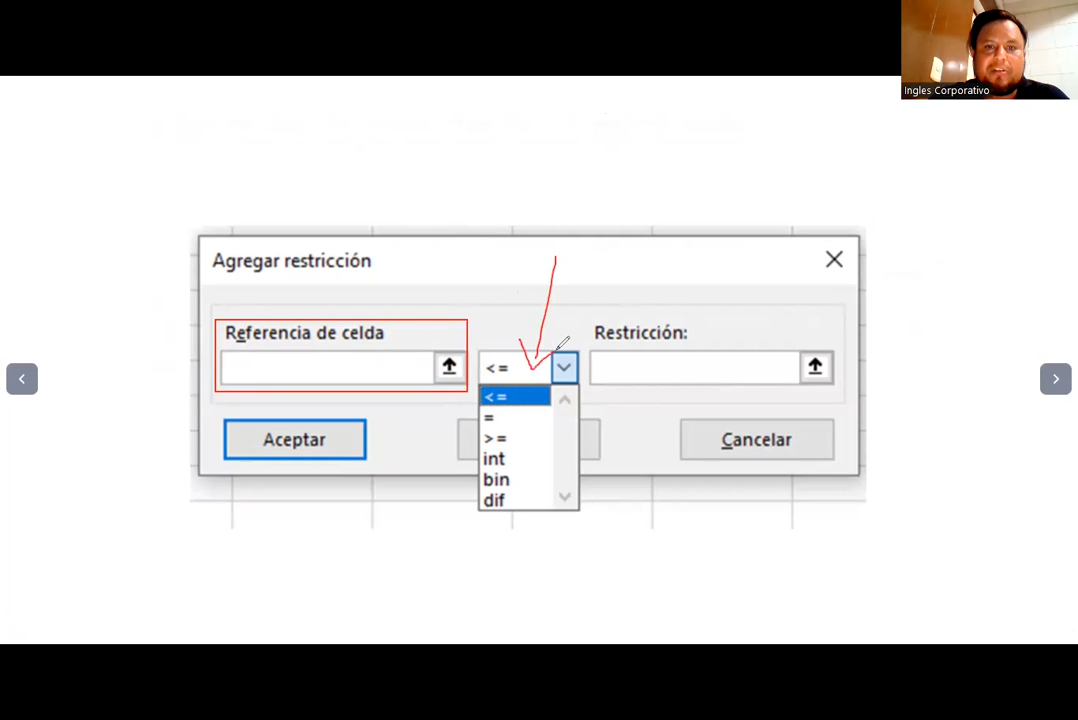 Ingles Corporativo
Agregar restricción
Referencia de celda
Restricción:
<=
<=
=
>=
int
bin
dif
Aceptar
Cancelar